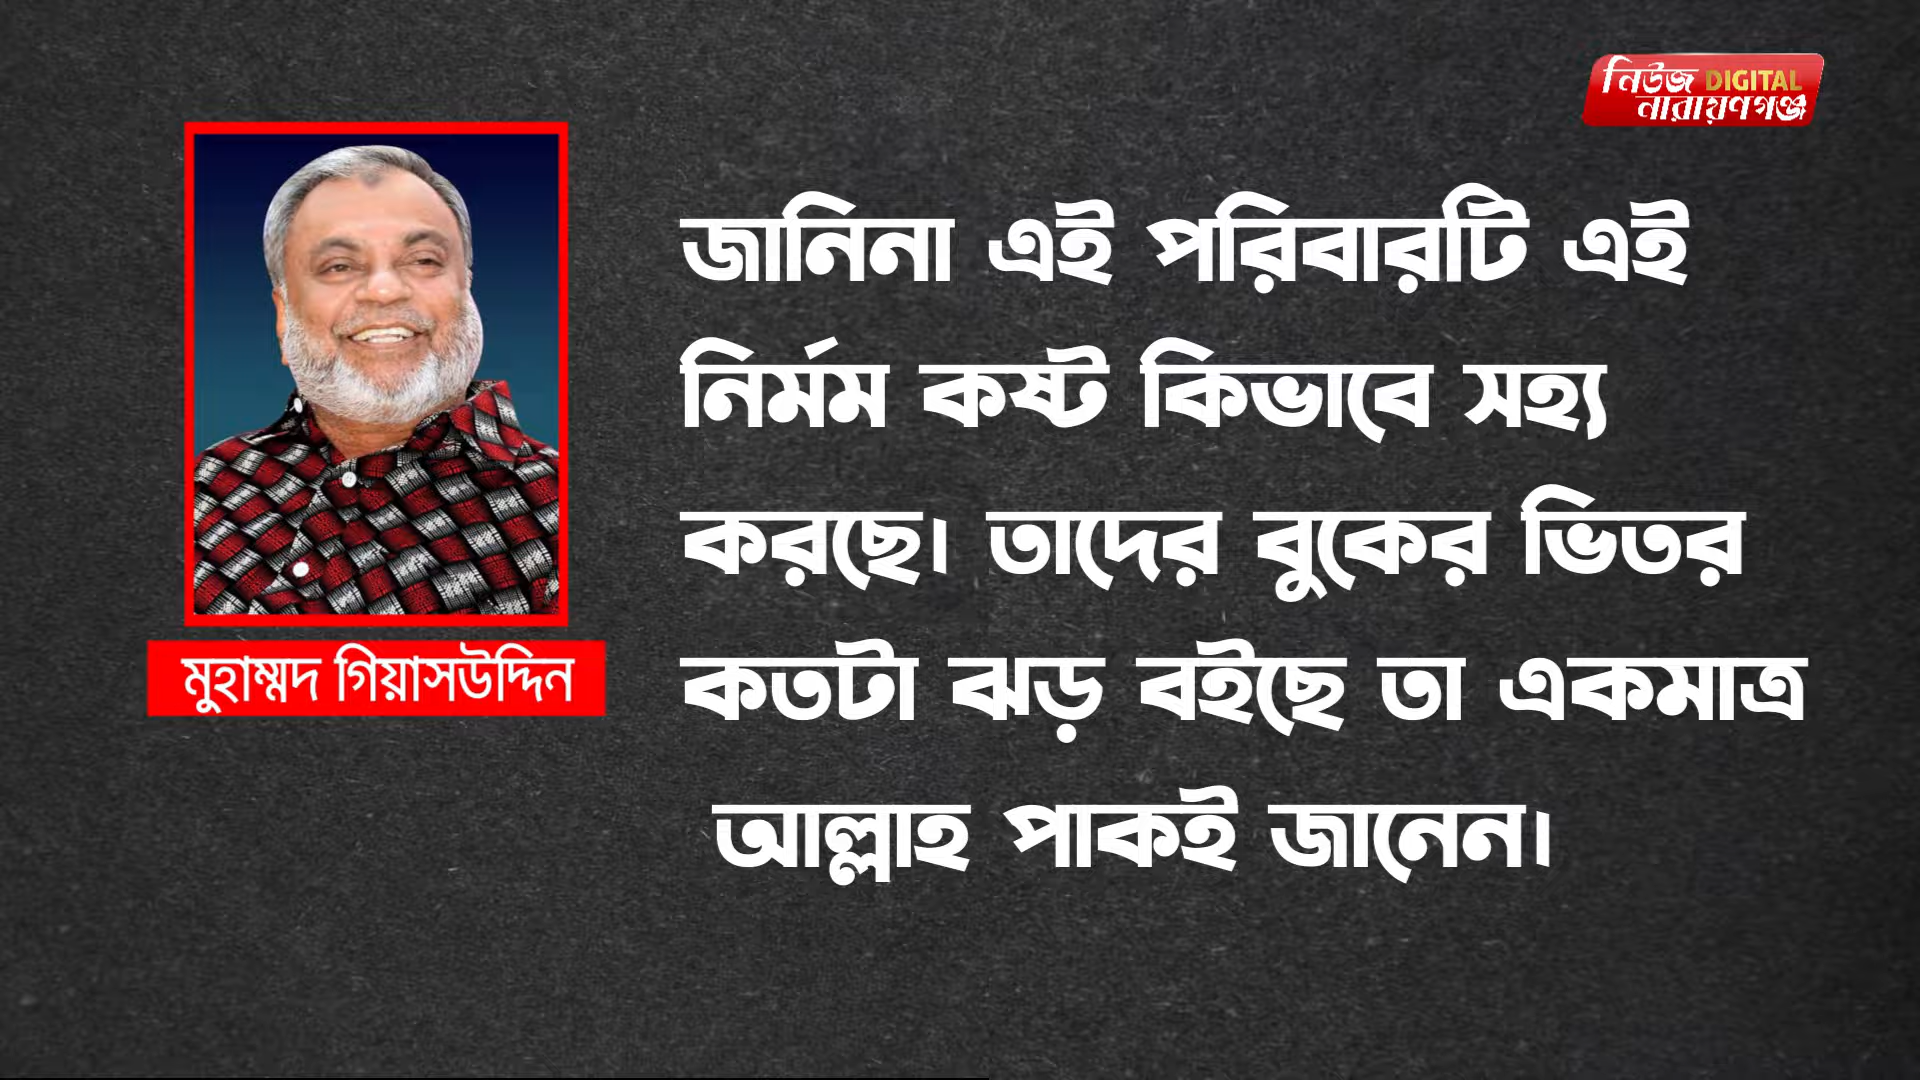 নিউজ DIGITAL
নারায়ণগঞ্জ
জানিনা এই পরিবারটি এই
নির্মম কষ্ট কিভাবে সহ্য
করছে। তাদের বুকের ভিতর
কতটা ঝড় বইছে তা একমাত্র
আল্লাহ পাকই জানেন।
মুহাম্মদ গিয়াসউদ্দিন